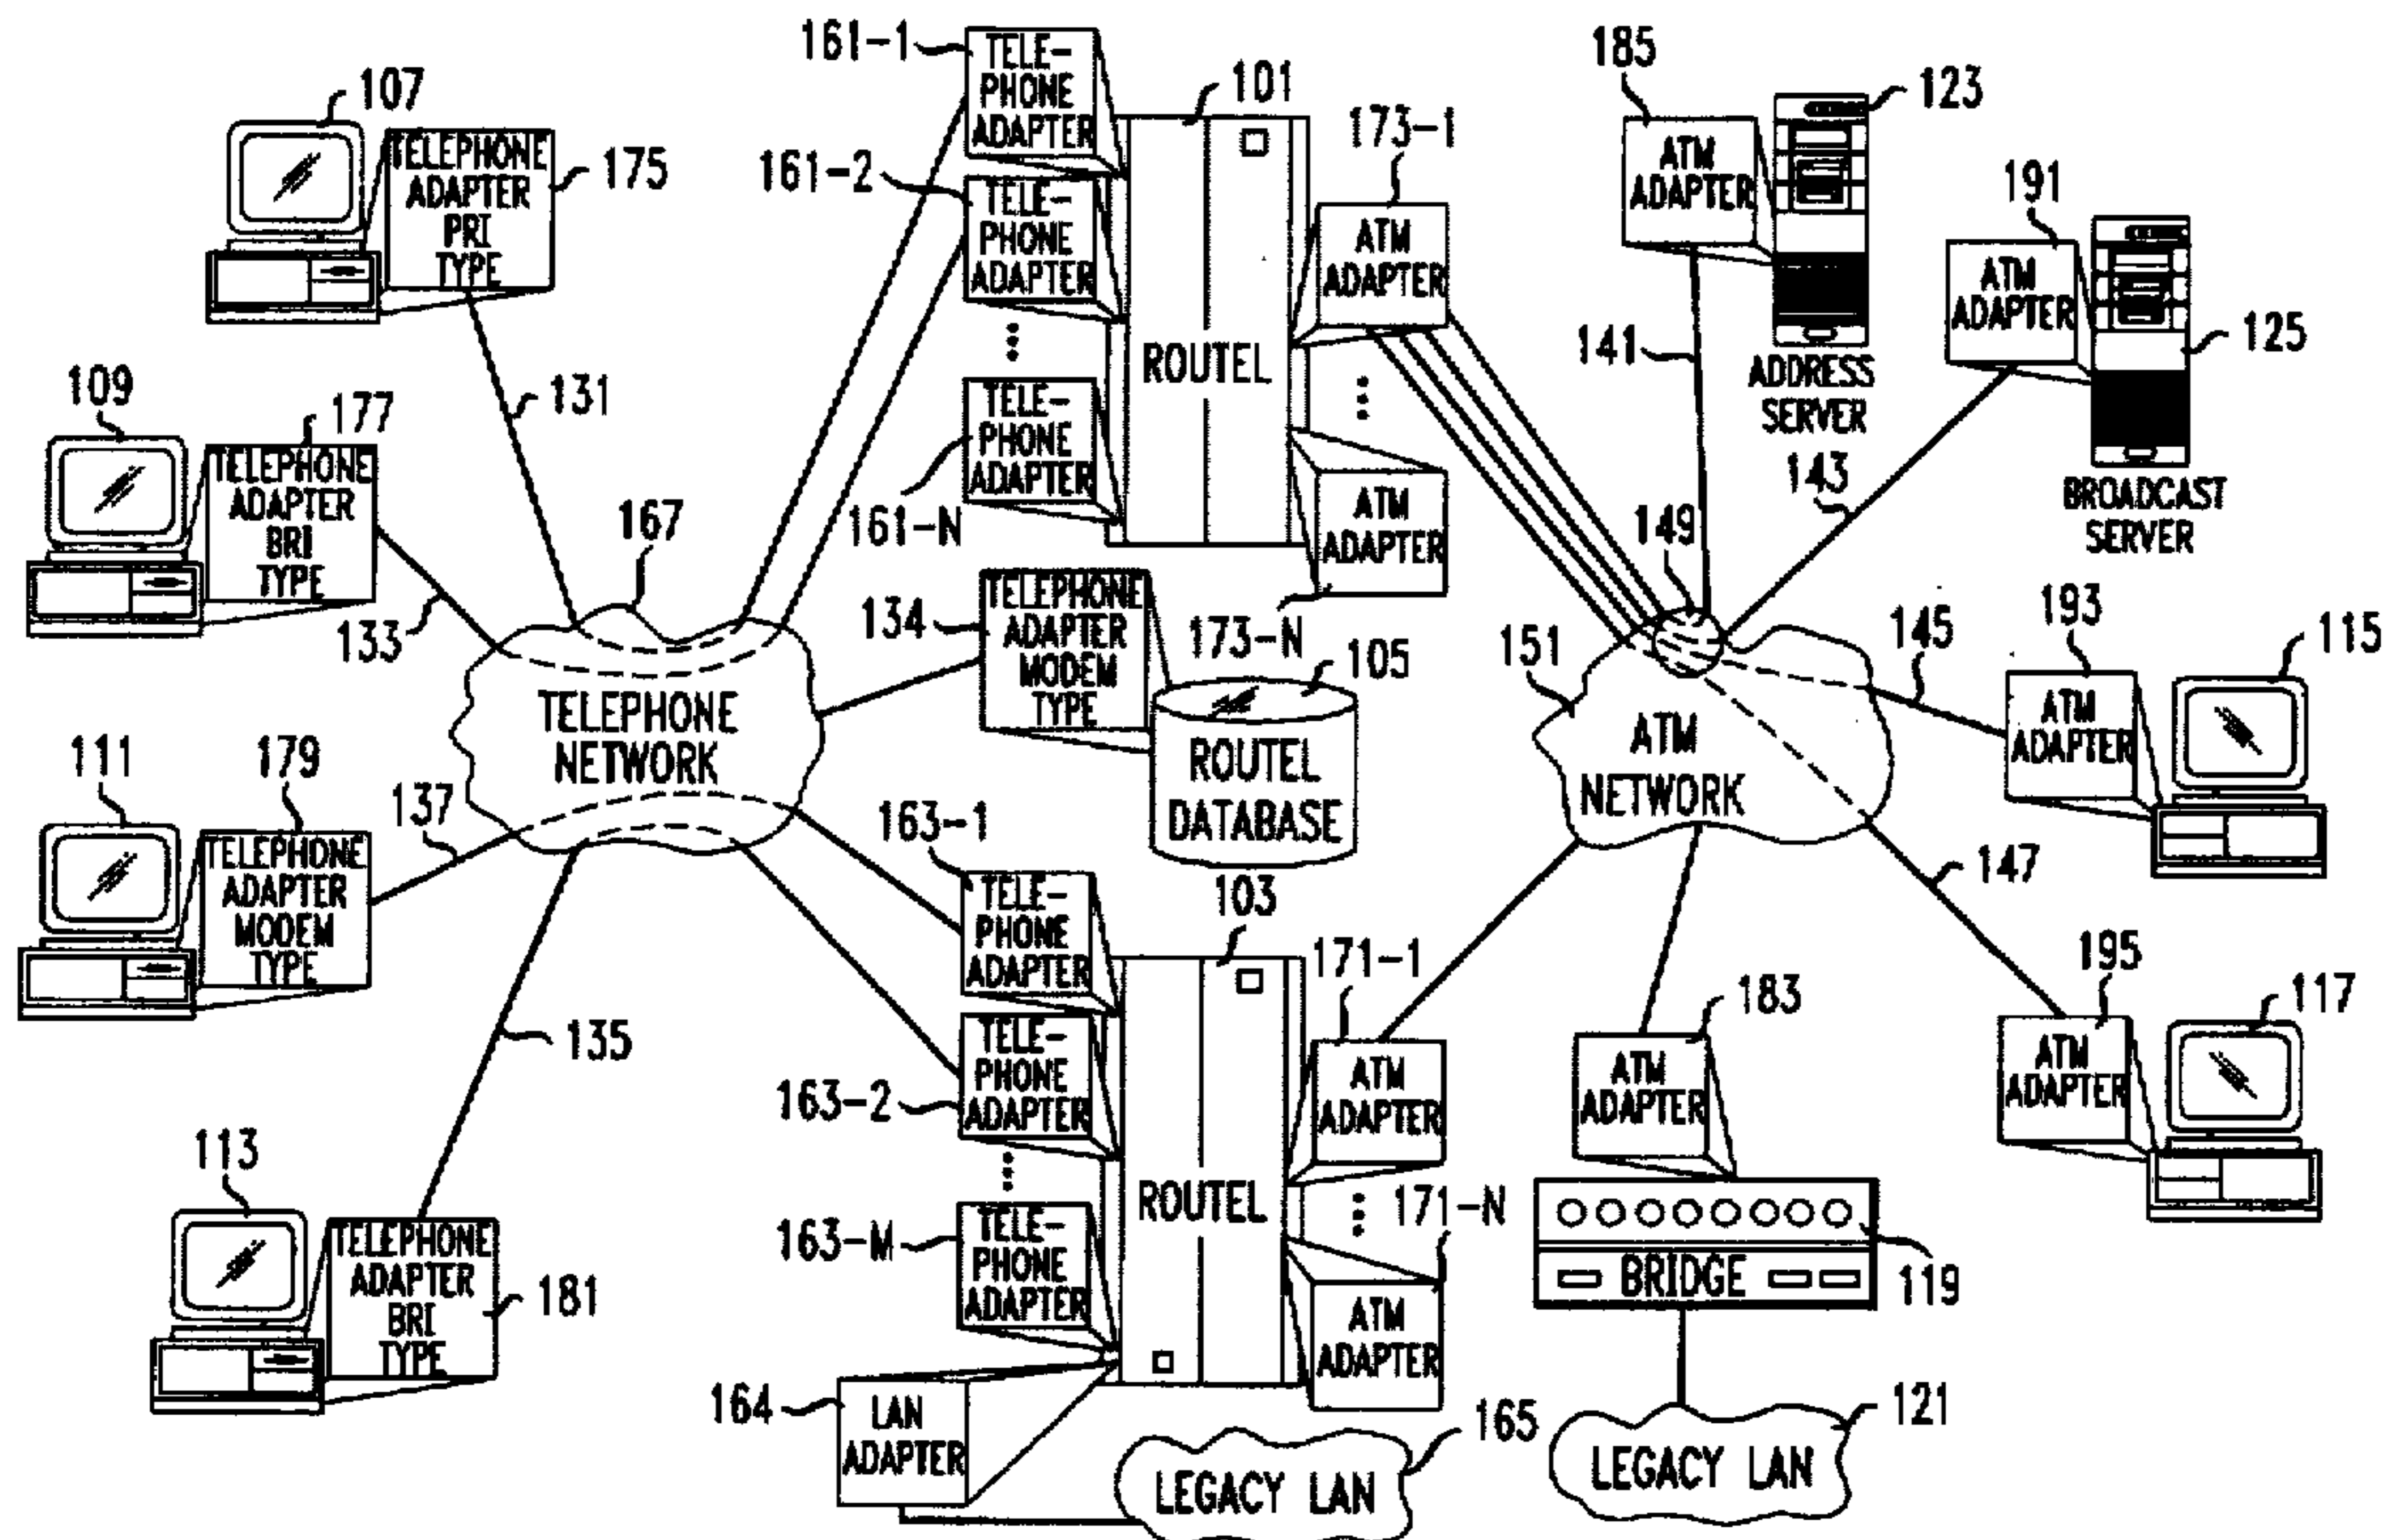 107
TELEPHONE
ADAPTER
PRI
TYPE
175
131
109
177
TELEPHONE
ADAPTER
BRI
TYPE
133
111
179
TELEPHONE
ADAPTER
MODEM
TYPE
137
113
TELEPHONE
ADAPTER
BRI
TYPE
181
135
167
TELEPHONE
NETWORK
161-1
TELE-
PHONE
ADAPTER
161-2
TELE-
PHONE
ADAPTER
161-N
TELE-
PHONE
ADAPTER
101
ROUTEL
173-1
ATM
ADAPTER
ATM
ADAPTER
173-N
134
TELEPHONE
ADAPTER
MODEM
TYPE
105
ROUTEL
DATABASE
163-1
TELE-
PHONE
ADAPTER
163-2
TELE-
PHONE
ADAPTER
163-M
TELE-
PHONE
ADAPTER
103
ROUTEL
171-1
ATM
ADAPTER
171-N
ATM
ADAPTER
164
LAN
ADAPTER
165
LEGACY LAN
185
ATM
ADAPTER
123
ADDRESS
SERVER
141
191
ATM
ADAPTER
125
BROADCAST
SERVER
143
149
151
ATM
NETWORK
145
193
ATM
ADAPTER
115
147
195
ATM
ADAPTER
117
183
ATM
ADAPTER
BRIDGE
119
121
LEGACY LAN